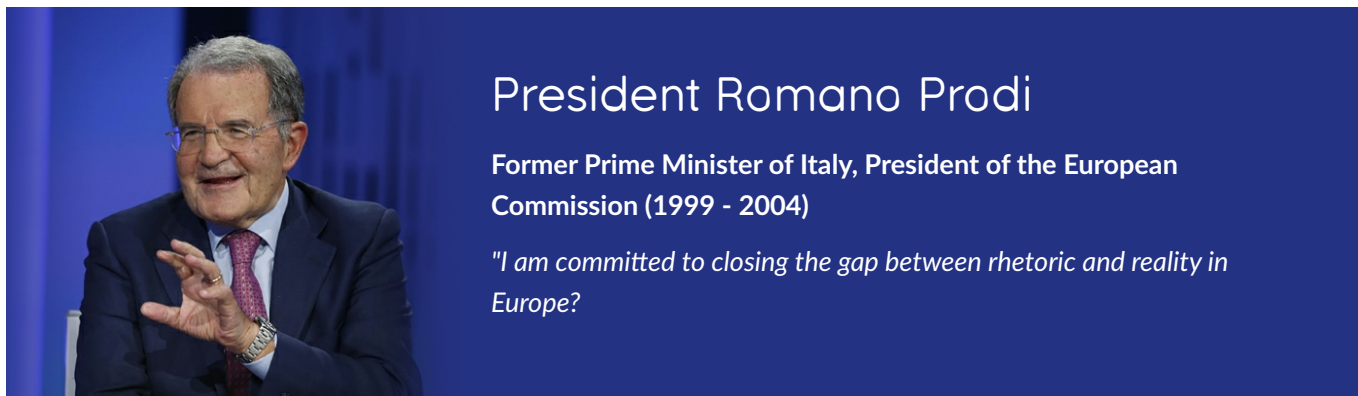 President Romano Prodi
Former Prime Minister of Italy, President of the European
Commission (1999 - 2004)
"I am committed to closing the gap between rhetoric and reality in
Europe?